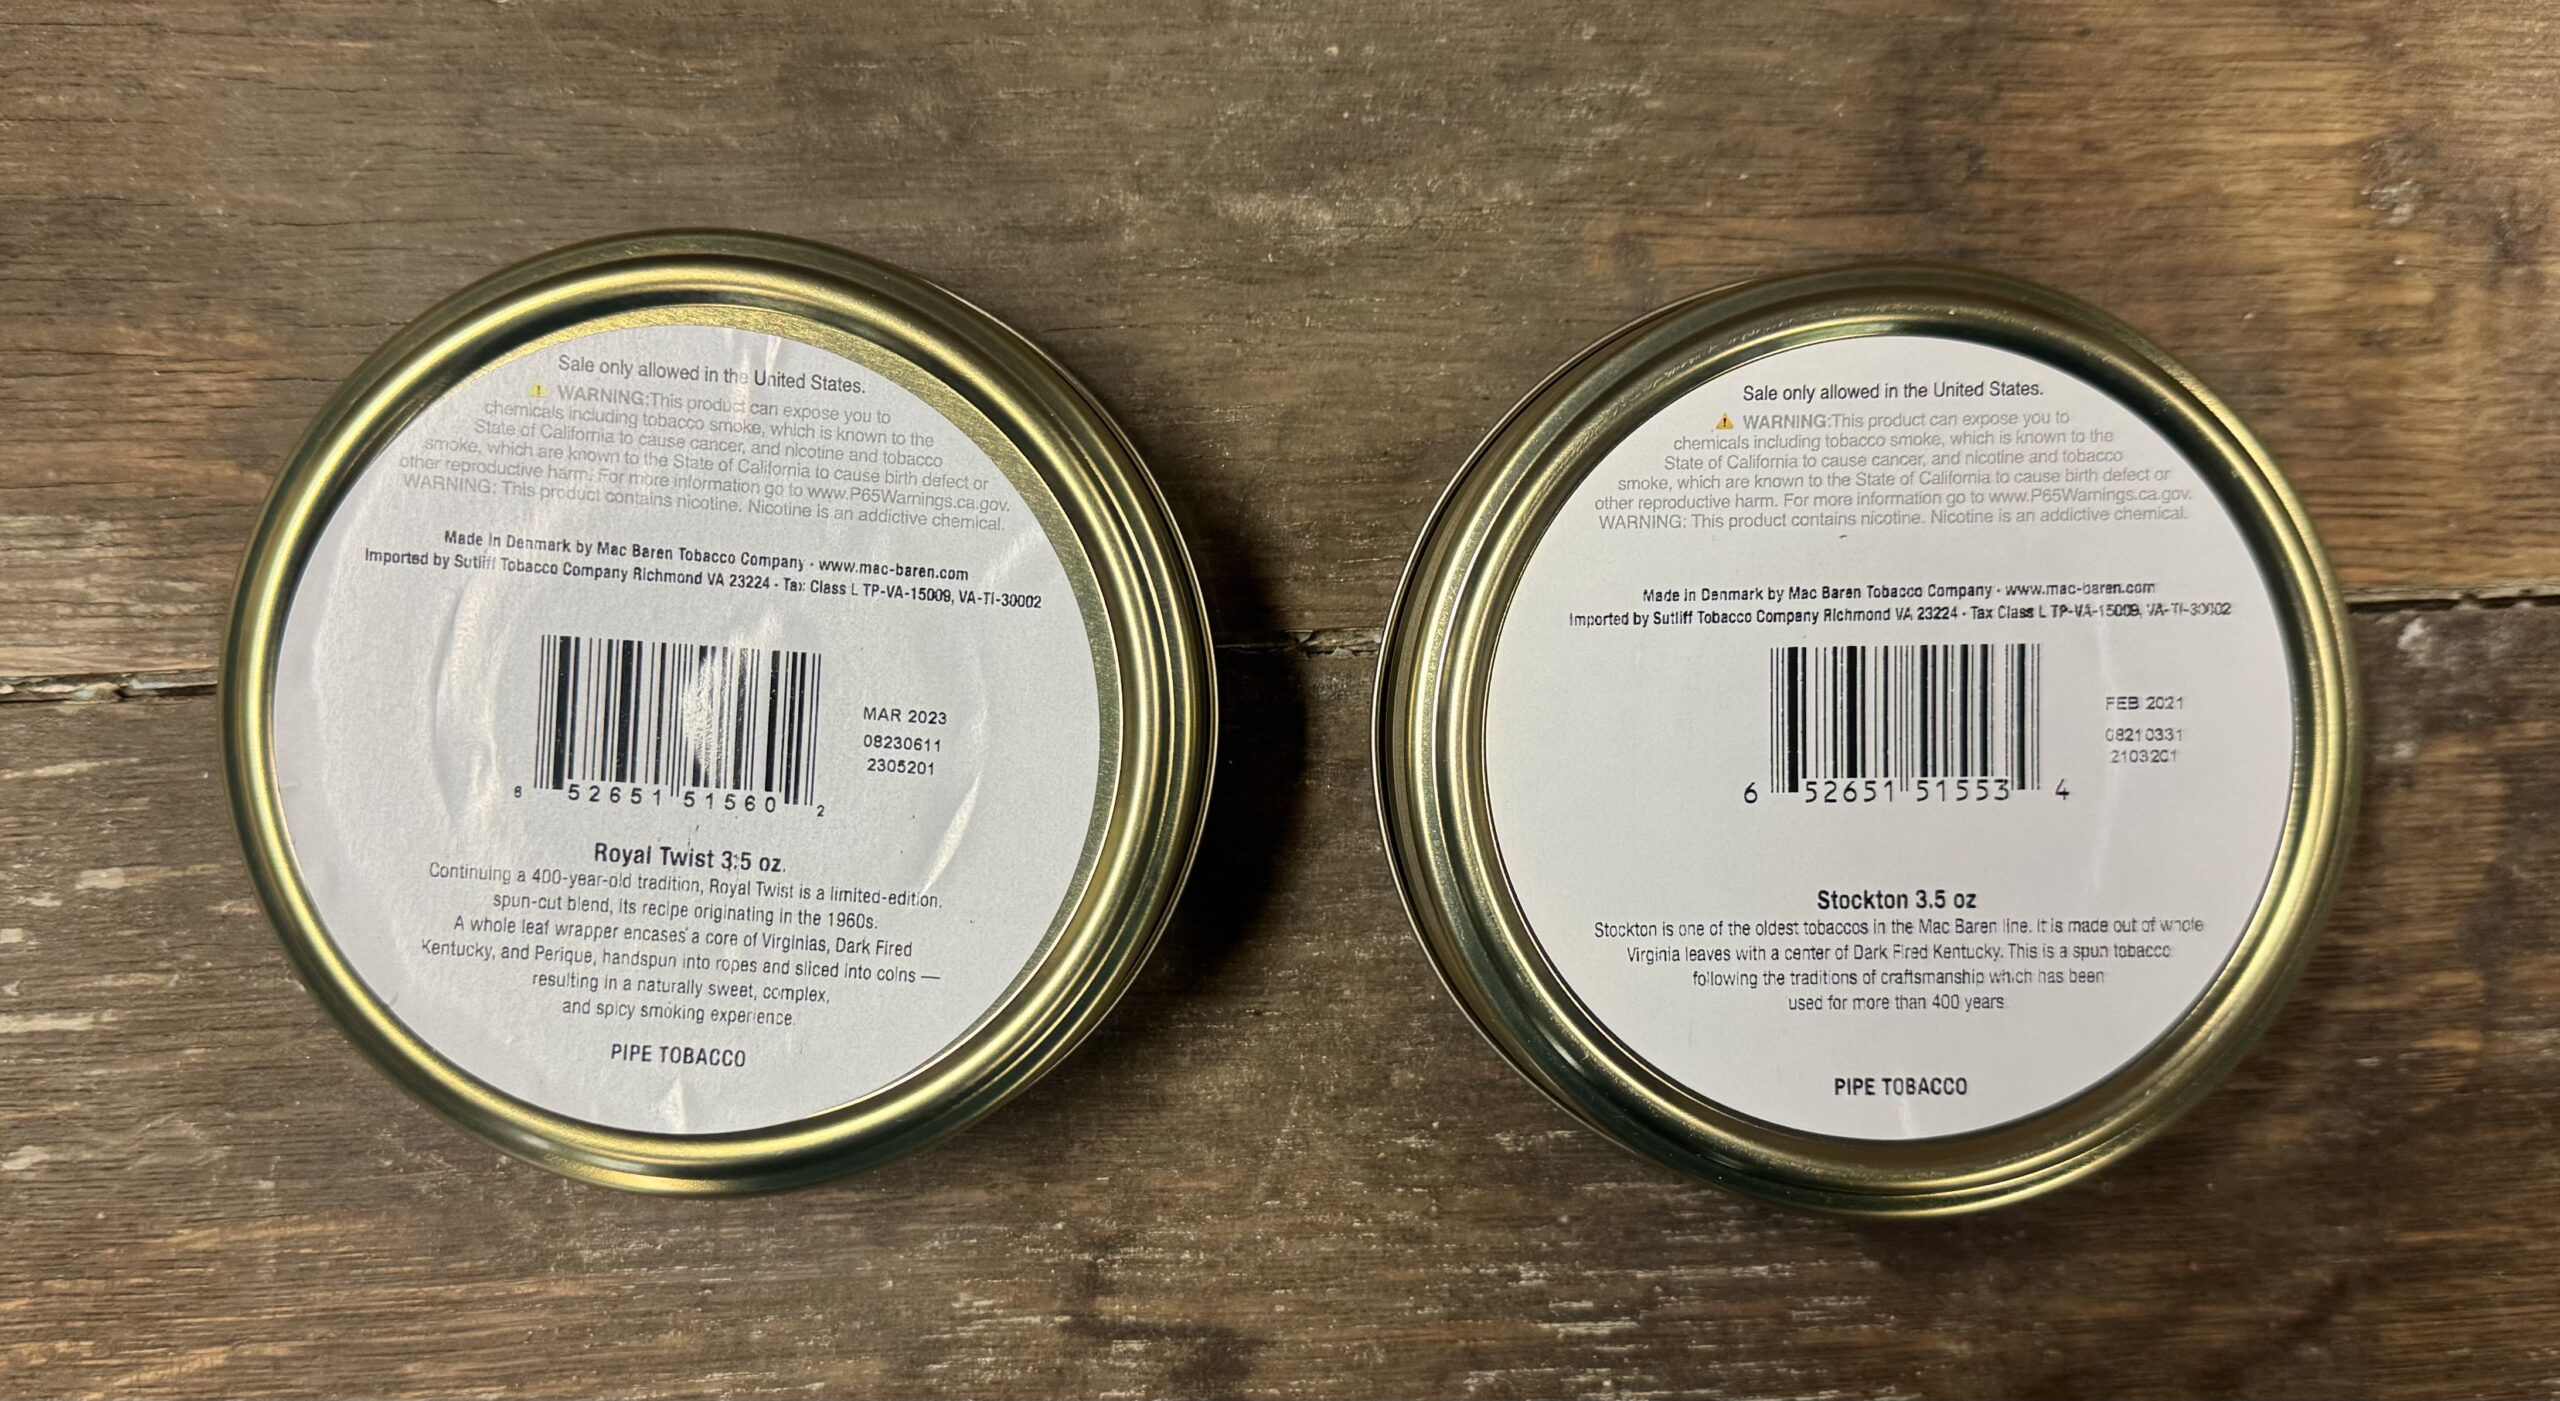 Sale only allowed in the United States.
⚠ WARNING:This product can expose you to
chemicals including tobacco smoke, which is known to the
State of California to cause cancer, and nicotine and tobacco
smoke, which are known to the State of California to cause birth defect or
other reproductive harm. For more information go to www.P65Warnings.ca.gov.
WARNING: This product contains nicotine. Nicotine is an addictive chemical.
Made in Denmark by Mac Baren Tobacco Company · www.mac-baren.com
Imported by Sutliff Tobacco Company Richmond VA 23224 · Tax Class L TP-VA-15009, VA-TI-30002
MAR 2023
08230611
2305201
6 52651 51560 2
Royal Twist 3.5 oz.
Continuing a 400-year-old tradition, Royal Twist is a limited-edition,
spun-cut blend, its recipe originating in the 1960s.
A whole leaf wrapper encases a core of Virginias, Dark Fired
Kentucky, and Perique, handspun into ropes and sliced into coins —
resulting in a naturally sweet, complex,
and spicy smoking experience.
PIPE TOBACCO
Sale only allowed in the United States.
⚠ WARNING:This product can expose you to
chemicals including tobacco smoke, which is known to the
State of California to cause cancer, and nicotine and tobacco
smoke, which are known to the State of California to cause birth defect or
other reproductive harm. For more information go to www.P65Warnings.ca.gov.
WARNING: This product contains nicotine. Nicotine is an addictive chemical.
Made in Denmark by Mac Baren Tobacco Company · www.mac-baren.com
Imported by Sutliff Tobacco Company Richmond VA 23224 · Tax Class L TP-VA-15009, VA-TI-30002
FEB 2021
08210331
2103201
6 52651 51553 4
Stockton 3.5 oz
Stockton is one of the oldest tobaccos in the Mac Baren line. It is made out of whole
Virginia leaves with a center of Dark Fired Kentucky. This is a spun tobacco
following the traditions of craftsmanship which has been
used for more than 400 years
PIPE TOBACCO